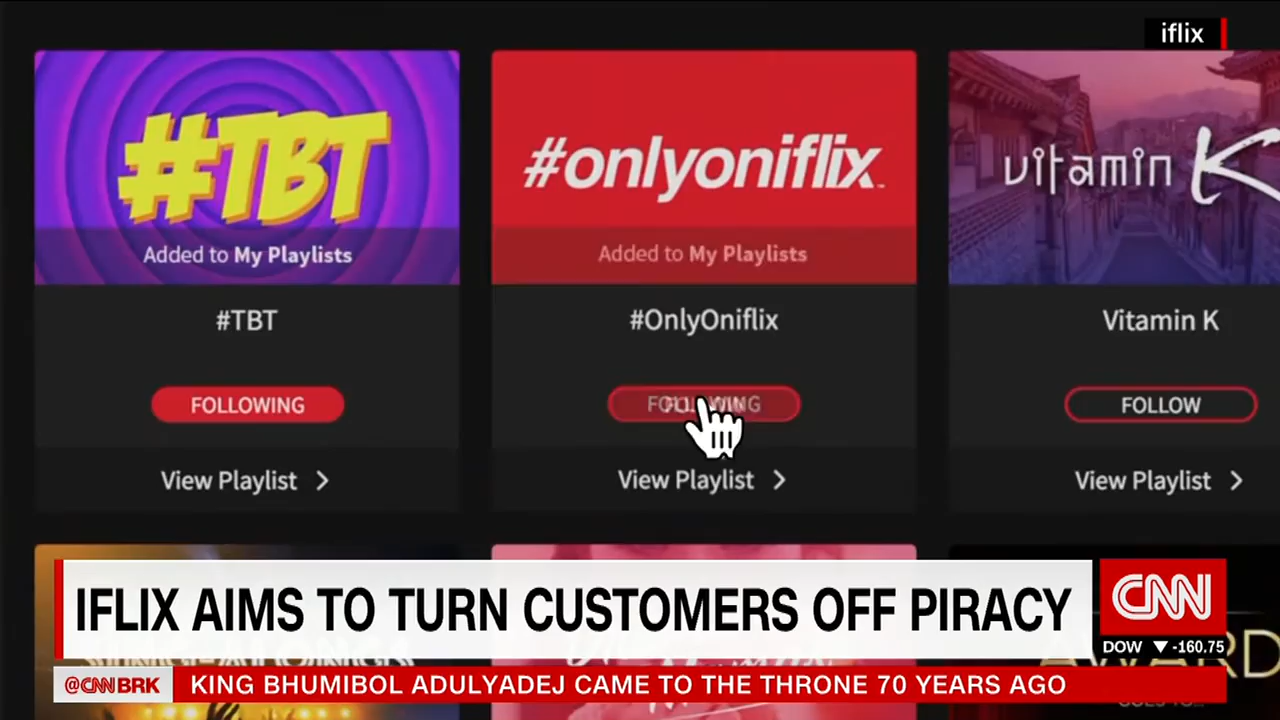 iflix
#TBT
Added to My Playlists
#TBT
FOLLOWING
View Playlist >
#onlyoniflix™
Added to My Playlists
#OnlyOniflix
View Playlist >
vitamin K
Vitamin K
FOLLOW
View Playlist >
IFLIX AIMS TO TURN CUSTOMERS OFF PIRACY
CNN
DOW ▼-160.75
@CNNBRK KING BHUMIBOL ADULYADEJ CAME TO THE THRONE 70 YEARS AGO